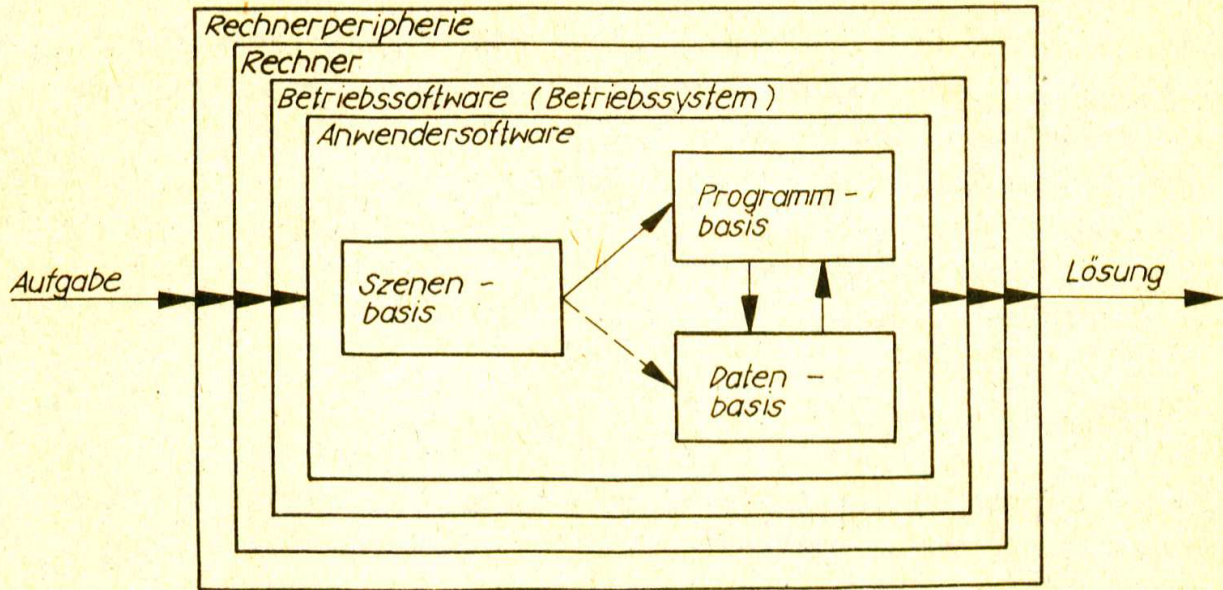 Rechnerperipherie
Rechner
Betriebssoftware (Betriebssystem)
Anwendersoftware
Programm -
basis
Aufgabe
Szenen -
basis
Lösung
Daten -
basis